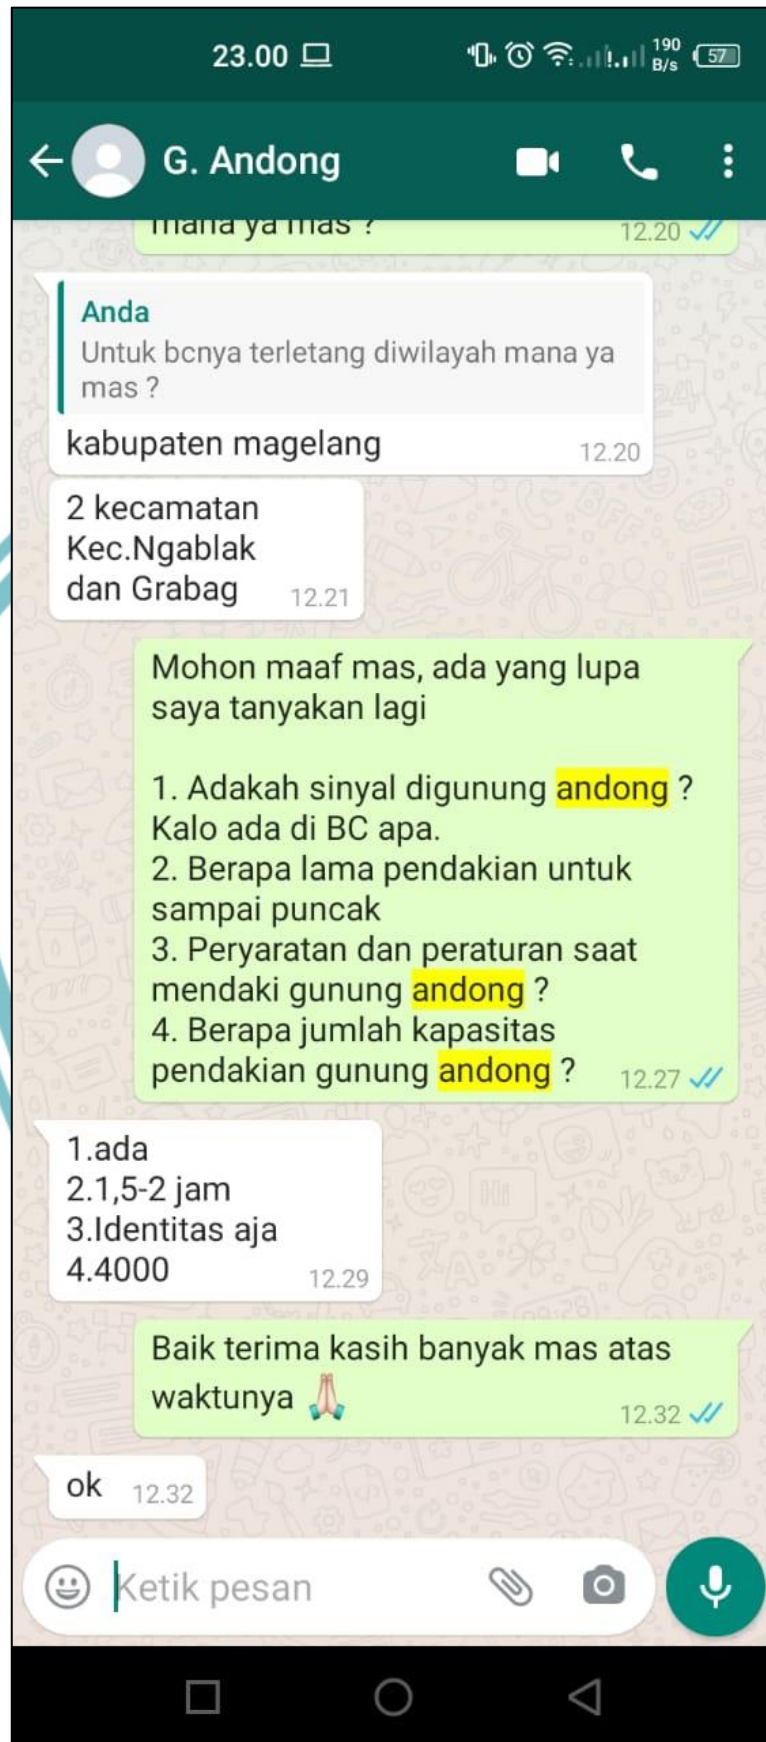 23.00
190
B/s
57
G. Andong
mana ya mas ?
12.20
Anda
Untuk bcnya terletang diwilayah mana ya
mas ?
kabupaten magelang
12.20
2 kecamatan
Kec.Ngablak
dan Grabag
12.21
Mohon maaf mas, ada yang lupa
saya tanyakan lagi
1. Adakah sinyal digunung andong ?
Kalo ada di BC apa.
2. Berapa lama pendakian untuk
sampai puncak
3. Peryaratan dan peraturan saat
mendaki gunung andong ?
4. Berapa jumlah kapasitas
pendakian gunung andong ?
12.27
1.ada
2.1,5-2 jam
3.Identitas aja
4.4000
12.29
Baik terima kasih banyak mas atas
waktunya 🙏🏻
12.32
ok
12.32
Ketik pesan